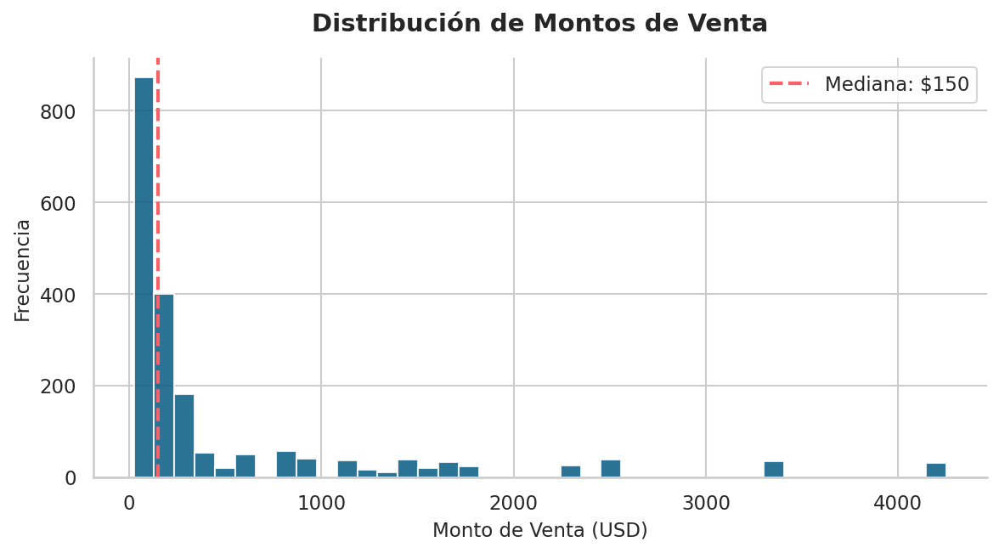 Distribución de Montos de Venta
Mediana: $150
Frecuencia
800
600
400
200
0
0 1000 2000 3000 4000
Monto de Venta (USD)